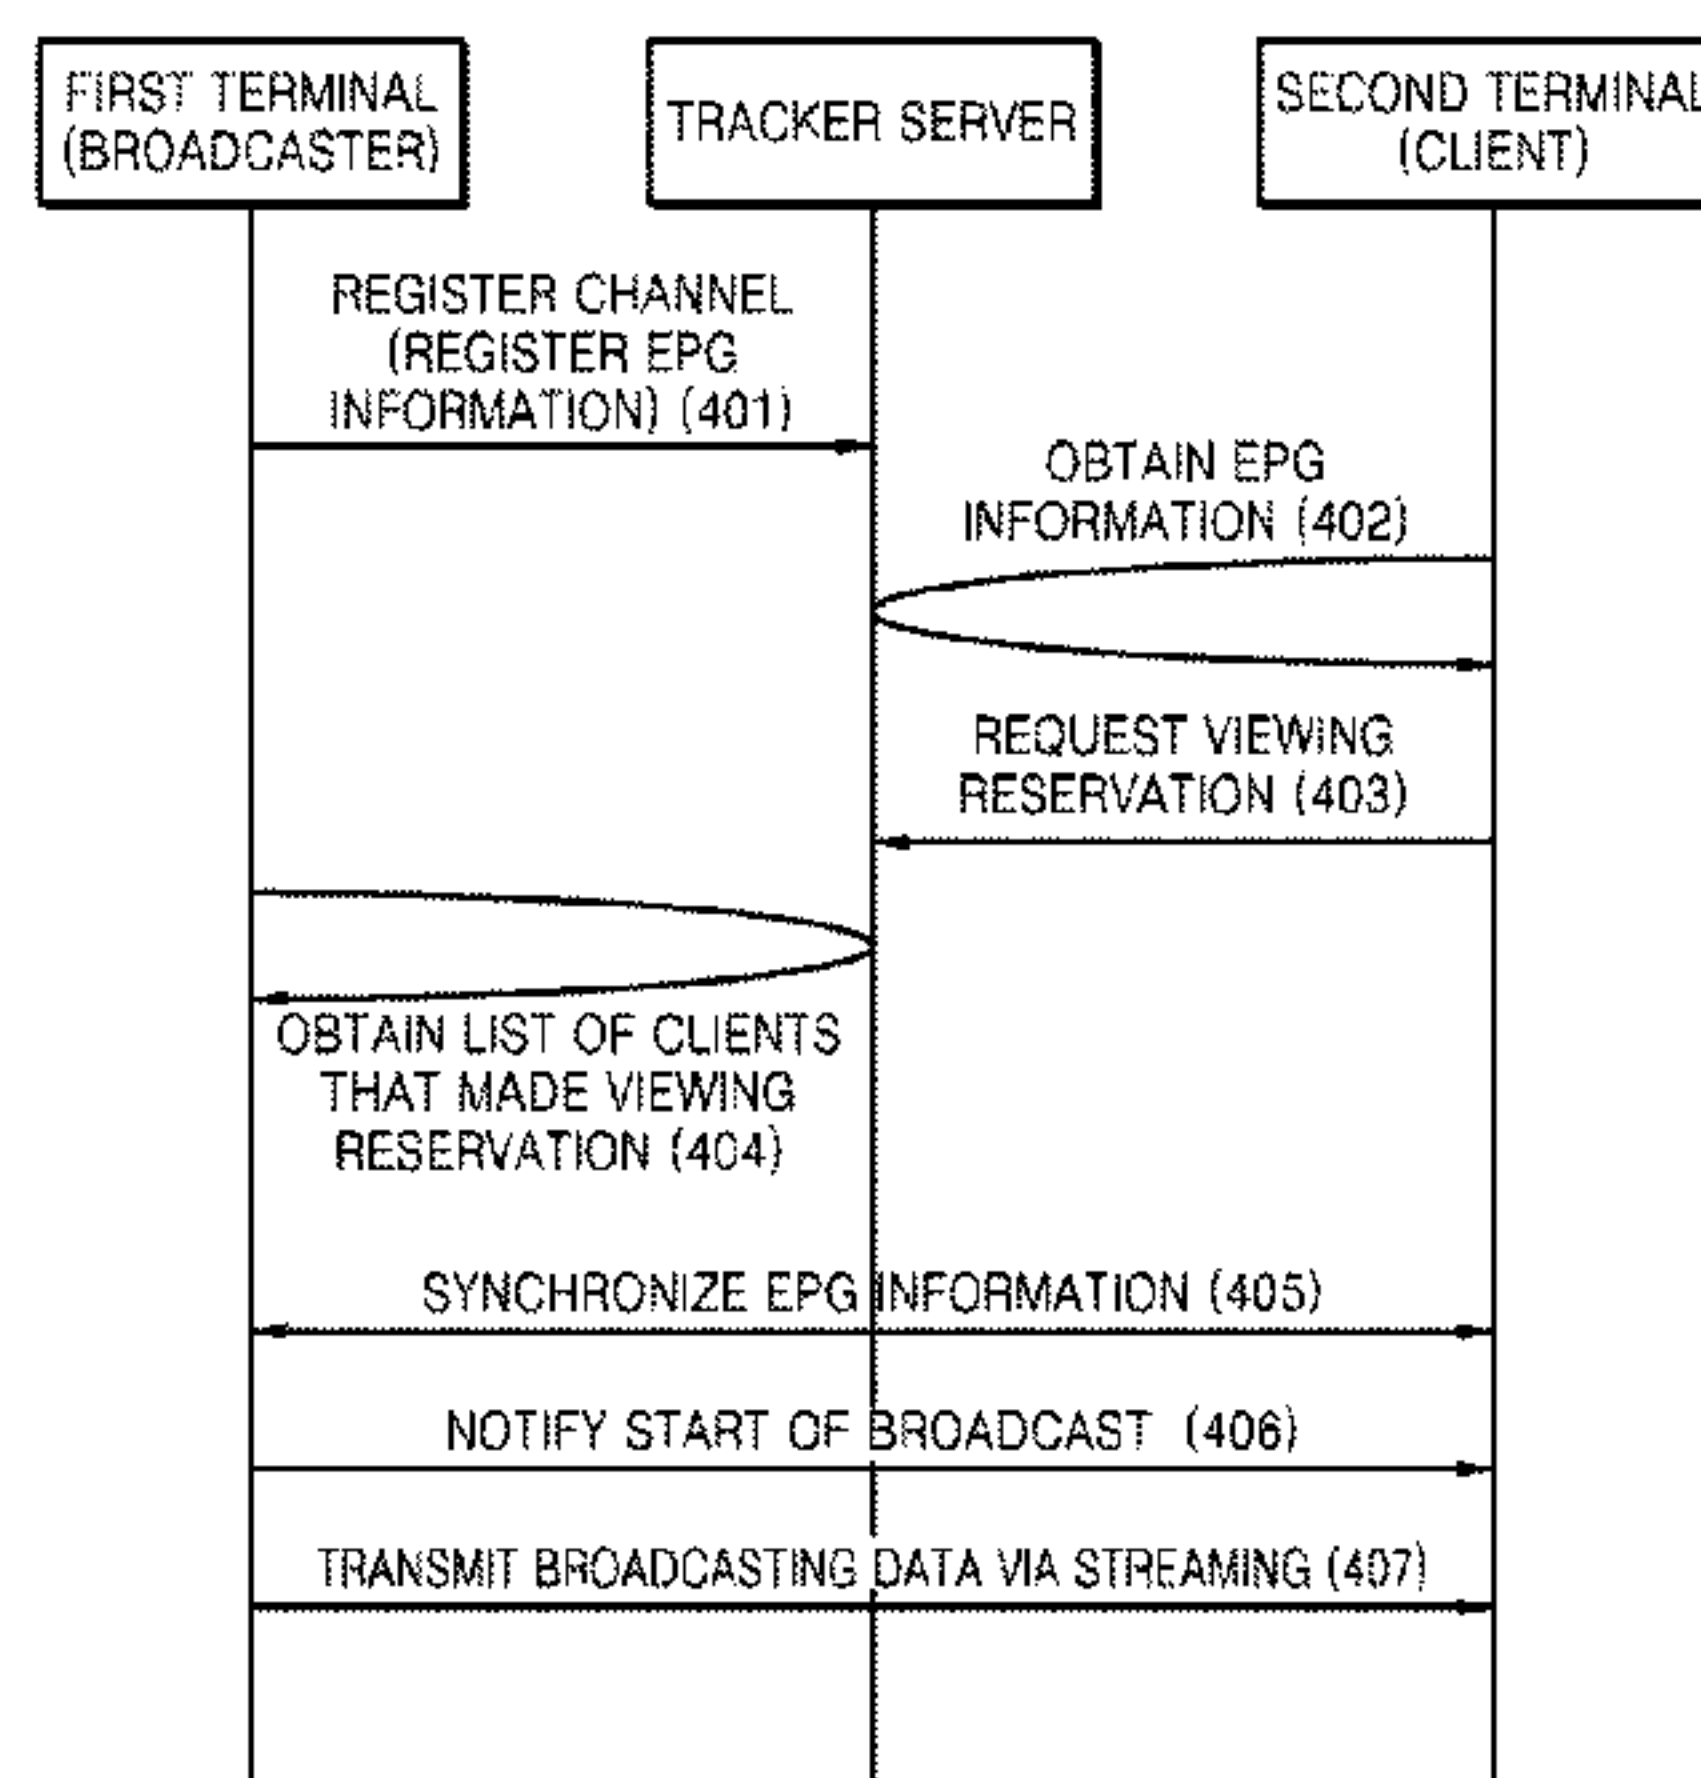 FIRST TERMINAL
(BROADCASTER)
TRACKER SERVER
SECOND TERMINAL
(CLIENT)
REGISTER CHANNEL
(REGISTER EPG
INFORMATION) (401)
OBTAIN EPG
INFORMATION (402)
REQUEST VIEWING
RESERVATION (403)
OBTAIN LIST OF CLIENTS
THAT MADE VIEWING
RESERVATION (404)
SYNCHRONIZE EPG INFORMATION (405)
NOTIFY START OF BROADCAST (406)
TRANSMIT BROADCASTING DATA VIA STREAMING (407)